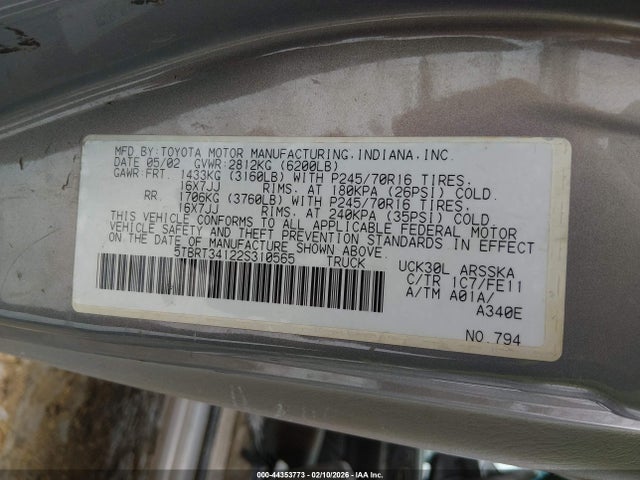 MFD.BY:TOYOTA MOTOR MANUFACTURING,INDIANA,INC.
DATE 05/02 GVWR:2812KG (6200LB)
GAWR:FRT. 1433KG (3160LB) WITH P245/70R16 TIRES,
16X7JJ RIMS, AT 180KPA (26PSI) COLD.
RR 1706KG (3760LB) WITH P245/70R16 TIRES,
16X7JJ RIMS, AT 240KPA (35PSI) COLD.
THIS VEHICLE CONFORMS TO ALL APPLICABLE FEDERAL MOTOR
VEHICLE SAFETY AND THEFT PREVENTION STANDARDS IN EFFECT
ON THE DATE OF MANUFACTURE SHOWN ABOVE.
5TBRT34122S310565 TRUCK
UCK30L ARSSKA
C/TR 1C7/FE11
A/TM A01A/
A340E
NO.794
000-44353773 - 02/10/2026 - IAA Inc.